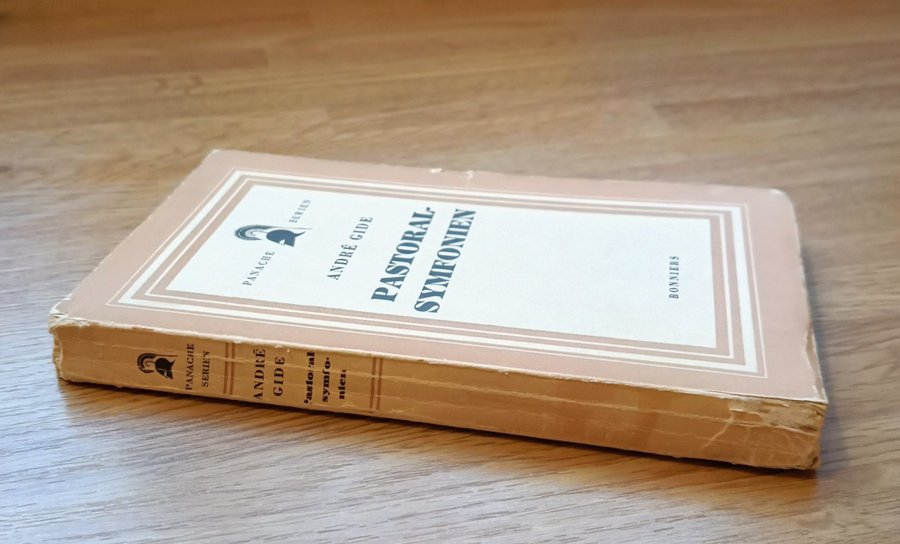 PANACHE SERIEN
ANDRÉ GIDE
PASTORAL-
SYMFONIEN
BONNIERS
PANACHE
SERIEN
ANDRÉ
GIDE
Pastoral
symfo-
nien